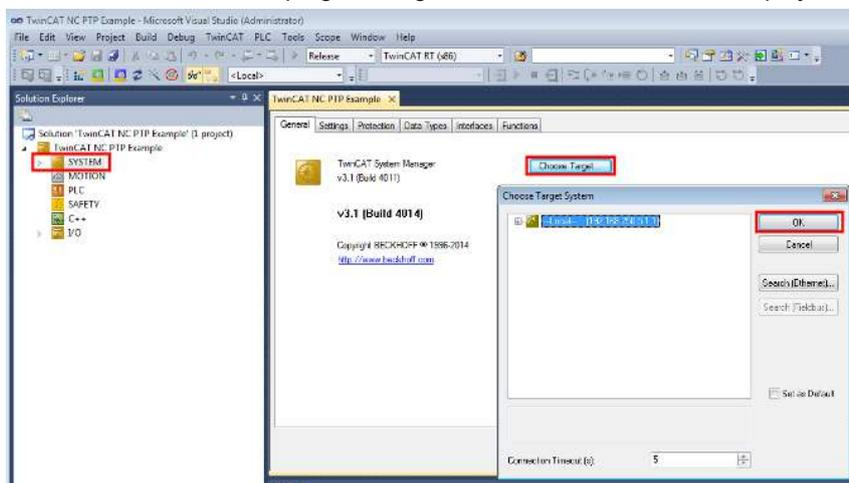 TwinCAT NC PTP Example - Microsoft Visual Studio (Administrator)
File Edit View Project Build Debug TwinCAT PLC Tools Scope Window Help
Release TwinCAT RT (x86)
<Local>
Solution Explorer
TwinCAT NC PTP Example
General Settings Protection Data Types Interfaces Functions
Solution 'TwinCAT NC PTP Example' (1 project)
TwinCAT NC PTP Example
SYSTEM
MOTION
PLC
SAFETY
C++
I/O
TwinCAT System Manager
v3.1 (Build 4011)
Choose Target
v3.1 (Build 4014)
Copyright BECKHOFF © 1996-2014
http://www.beckhoff.com
Choose Target System
OK
Cancel
Search (Ethernet)...
Search (Fieldbus)...
Set as Default
Connection Timeout (s): 5